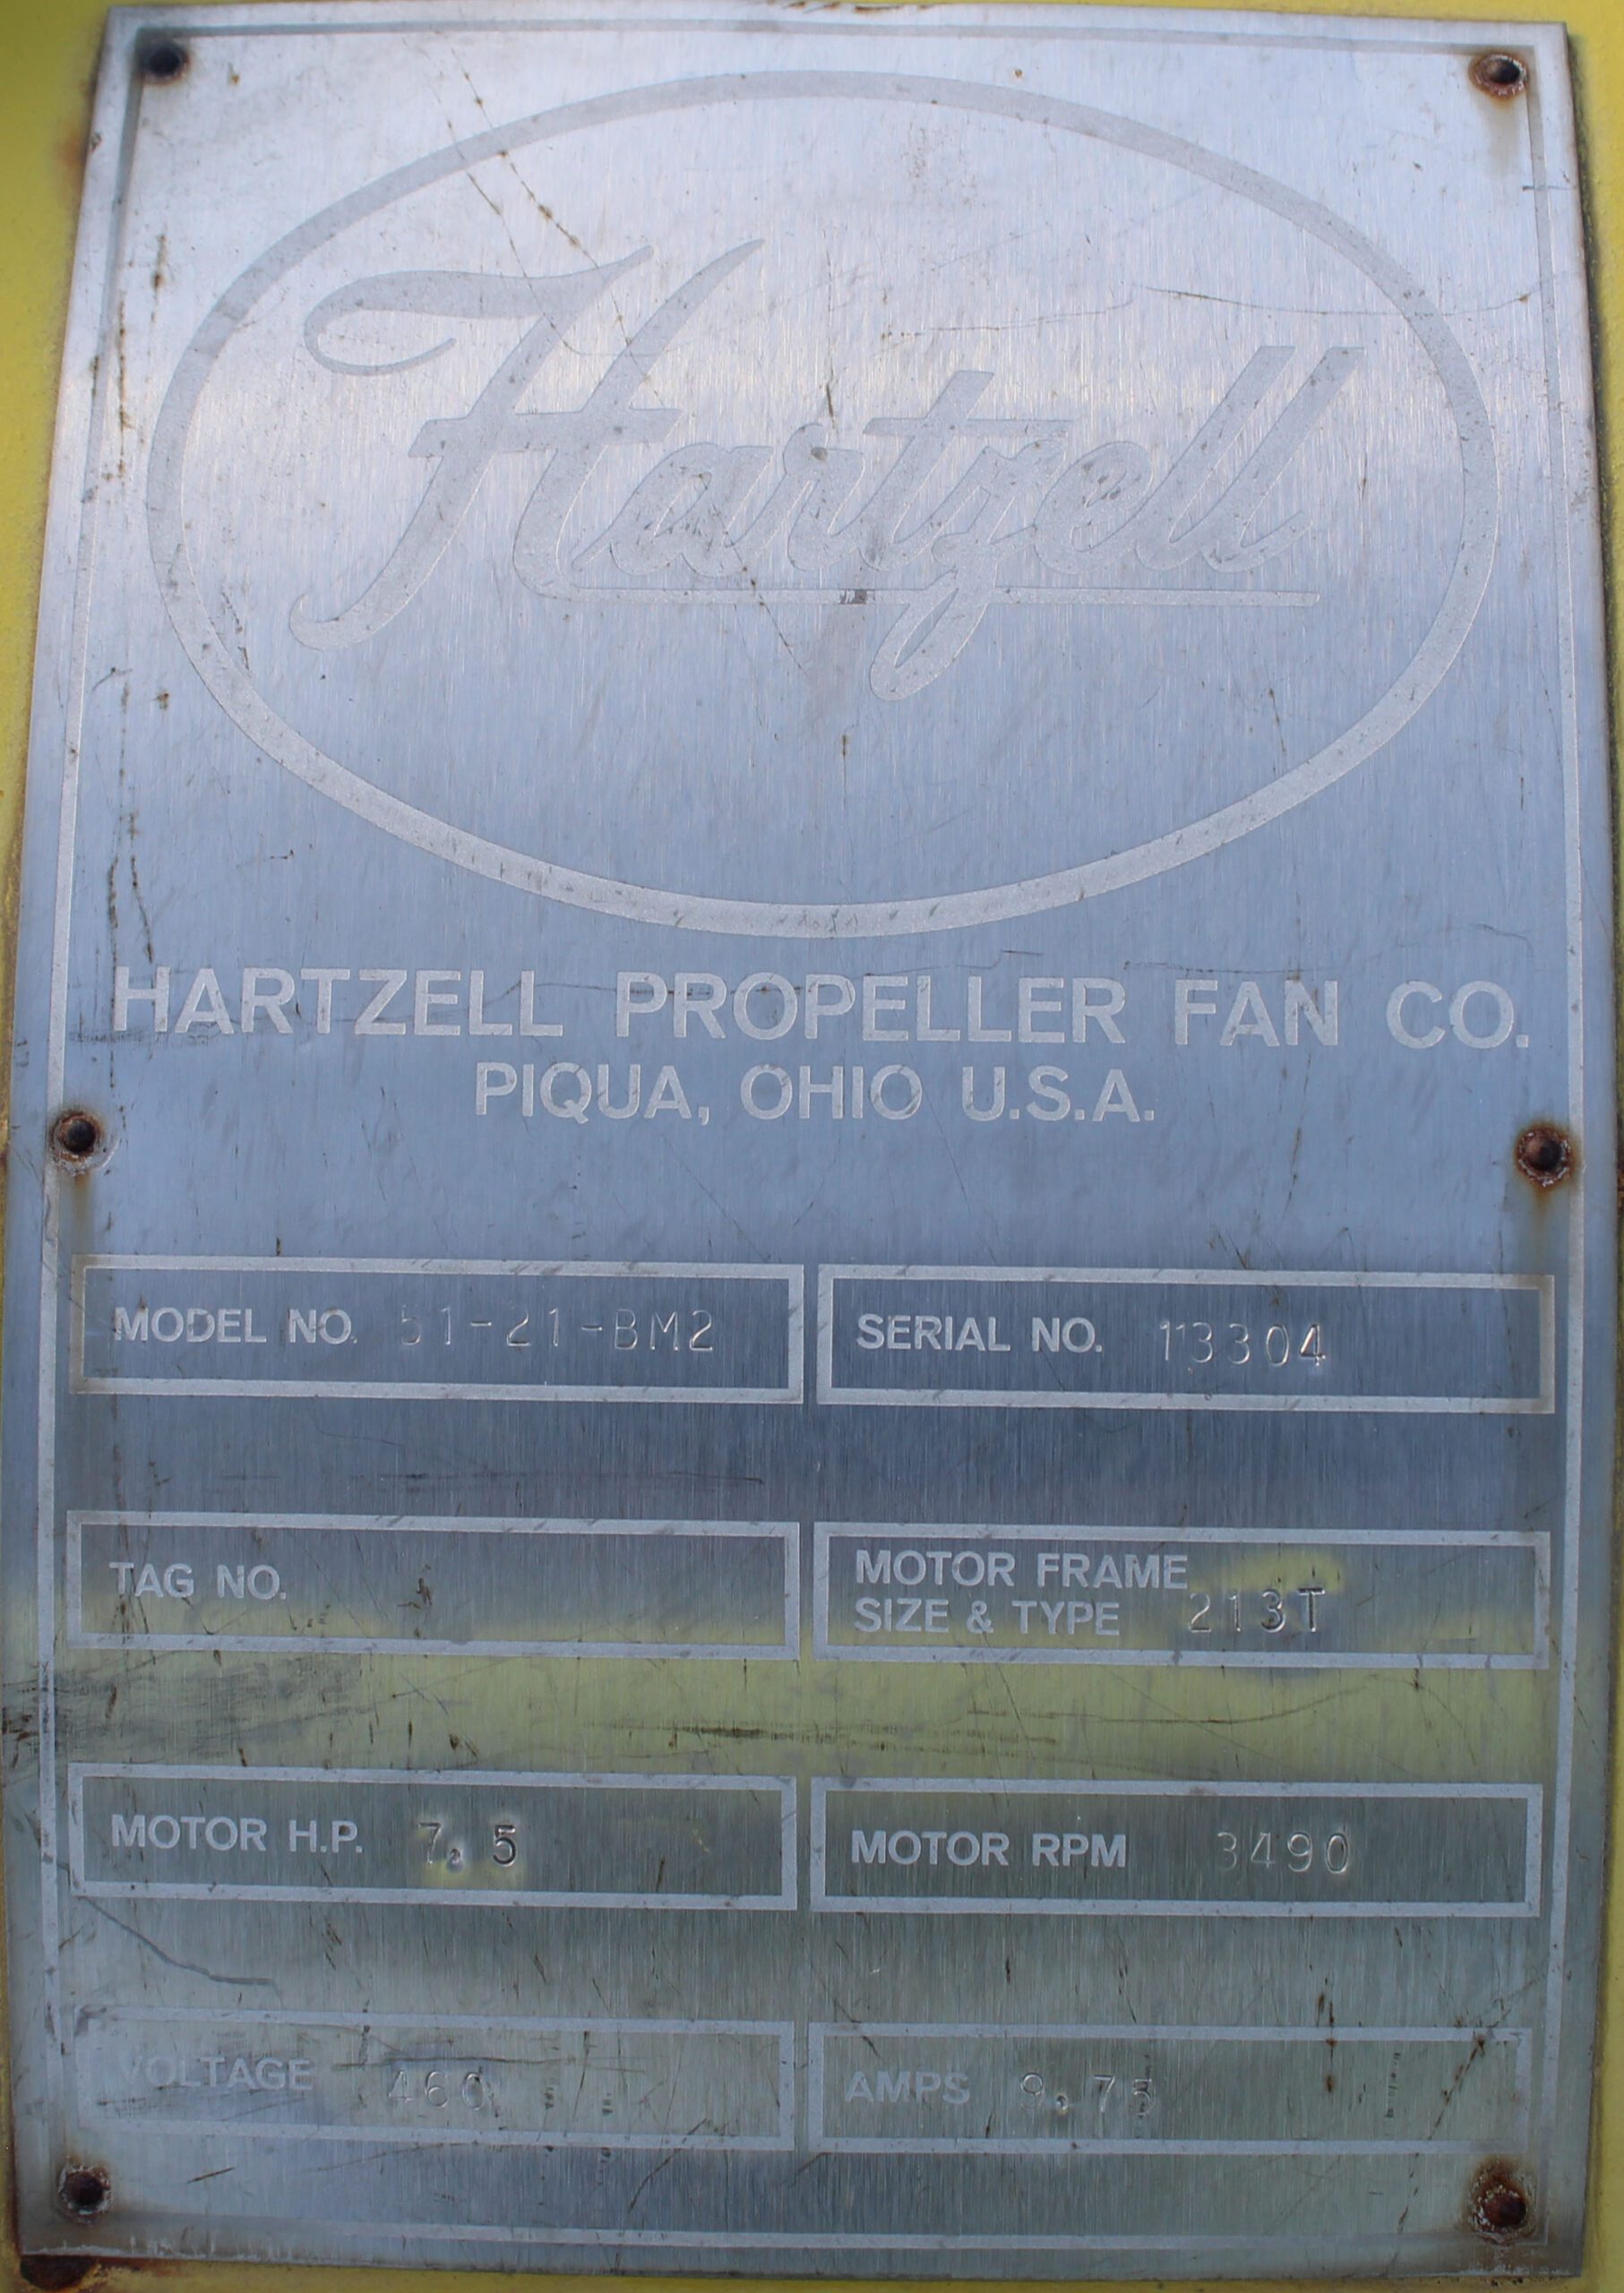 Hartzell
HARTZELL PROPELLER FAN CO.
PIQUA, OHIO U.S.A.
MODEL NO. 51-21-BM2
SERIAL NO. 113304
TAG NO.
MOTOR FRAME
SIZE & TYPE 213T
MOTOR H.P. 7.5
MOTOR RPM 3490
VOLTAGE 460
AMPS 9.75